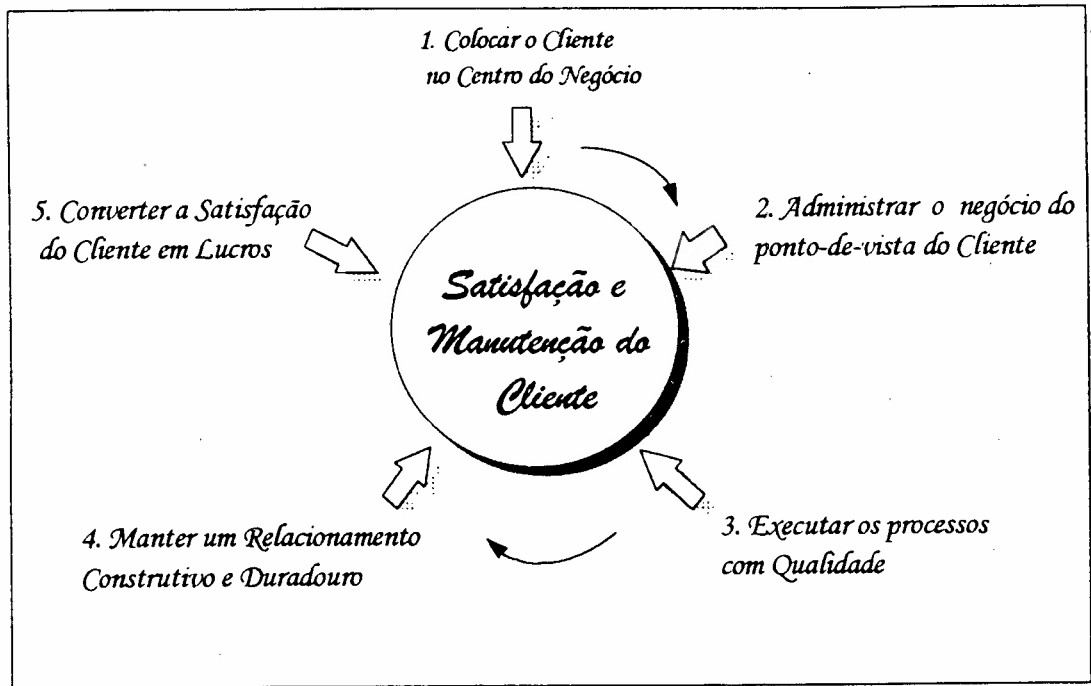 1. Colocar o Cliente
no Centro do Negócio
2. Administrar o negócio do
ponto-de-vista do Cliente
3. Executar os processos
com Qualidade
4. Manter um Relacionamento
Construtivo e Duradouro
5. Converter a Satisfação
do Cliente em Lucros
Satisfação e
Manutenção do
Cliente